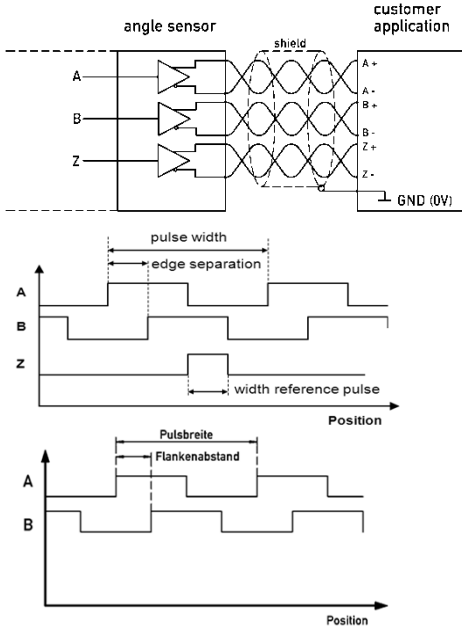 angle sensor
customer
application
shield
A
A+
A-
B
B+
B-
Z
Z+
Z-
GND (0V)
pulse width
edge separation
A
B
Z
width reference pulse
Position
Pulsbreite
Flankenabstand
A
B
Position